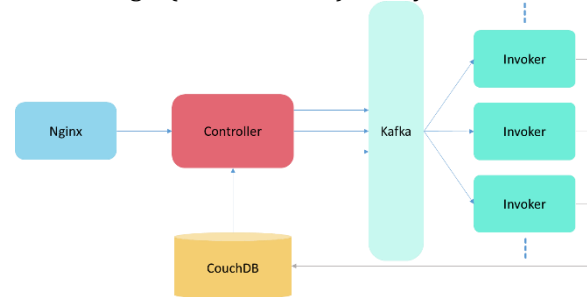 Invoker
Nginx
Controller
Kafka
Invoker
Invoker
CouchDB